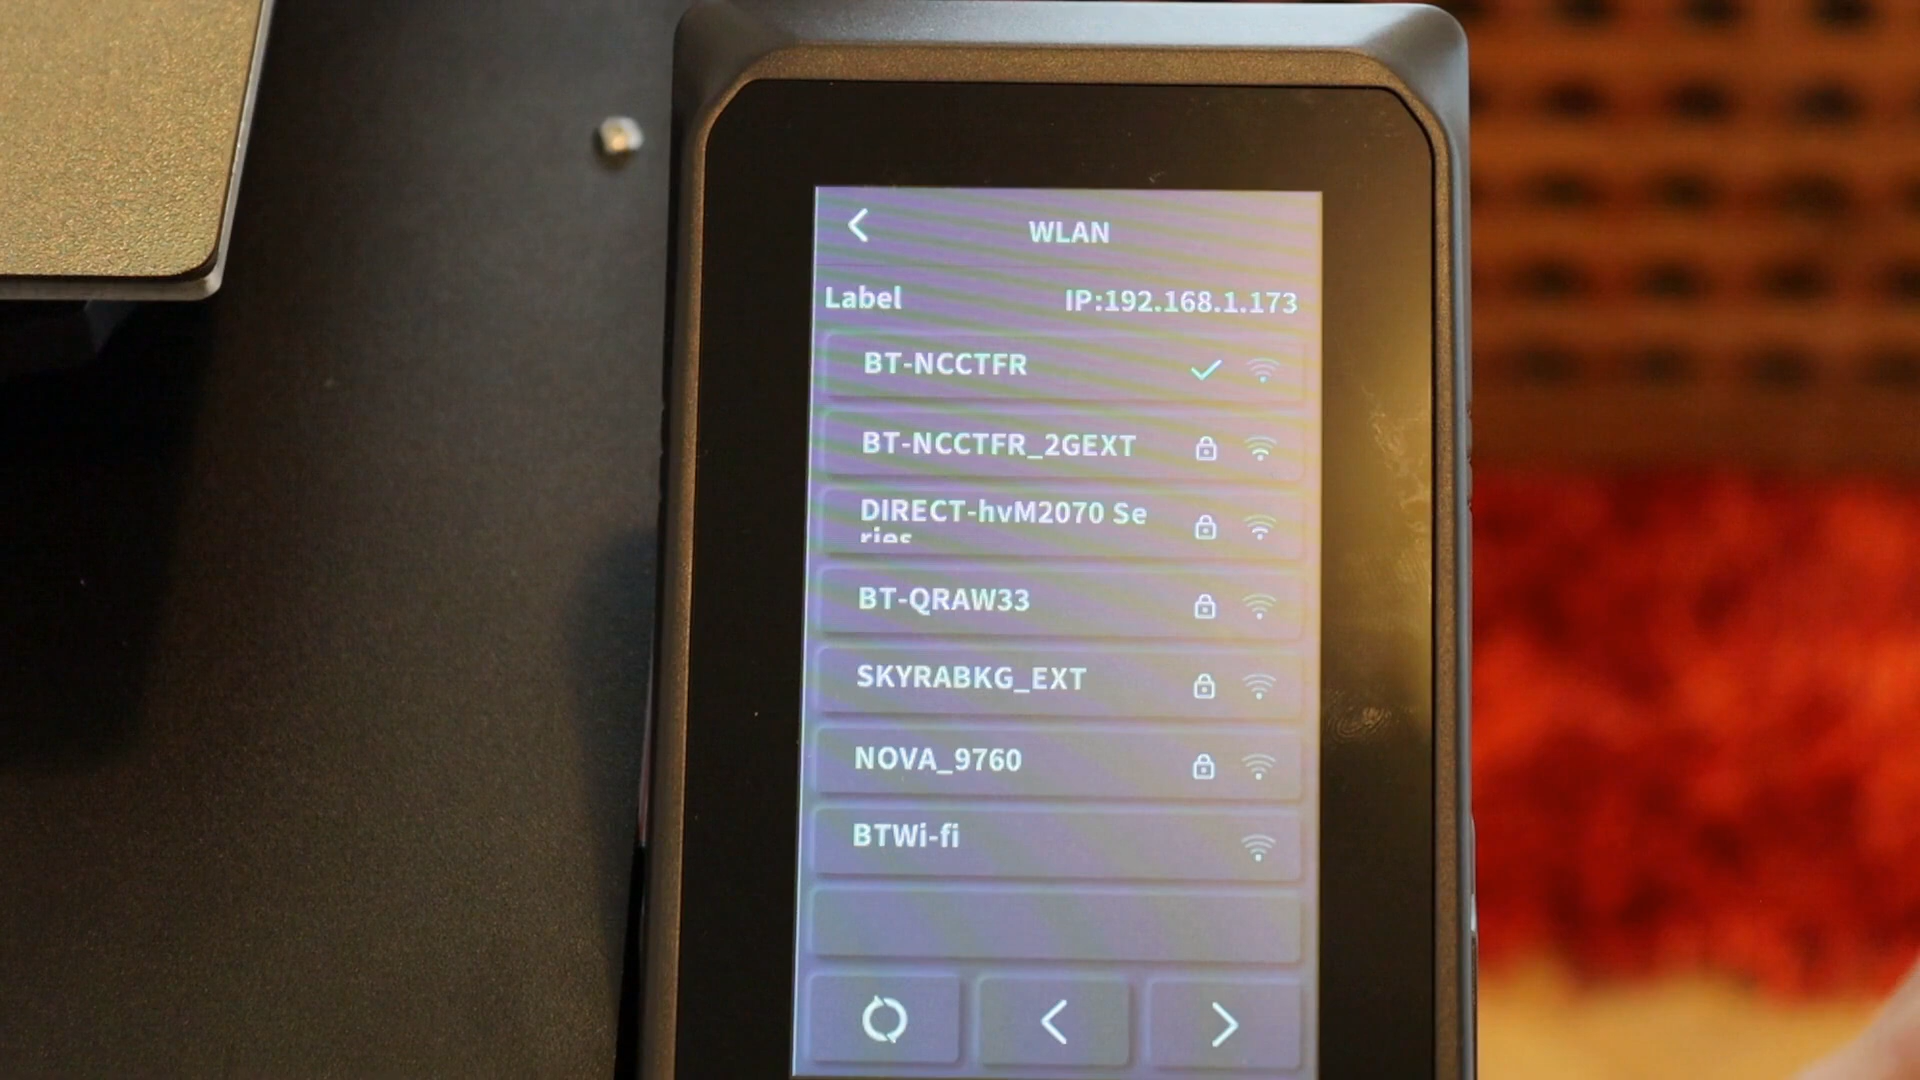 WLAN
Label IP:192.168.1.173
BT-NCCTFR
BT-NCCTFR_2GEXT
DIRECT-hvM2070 Se
ries
BT-QRAW33
SKYRABKG_EXT
NOVA_9760
BTWi-fi